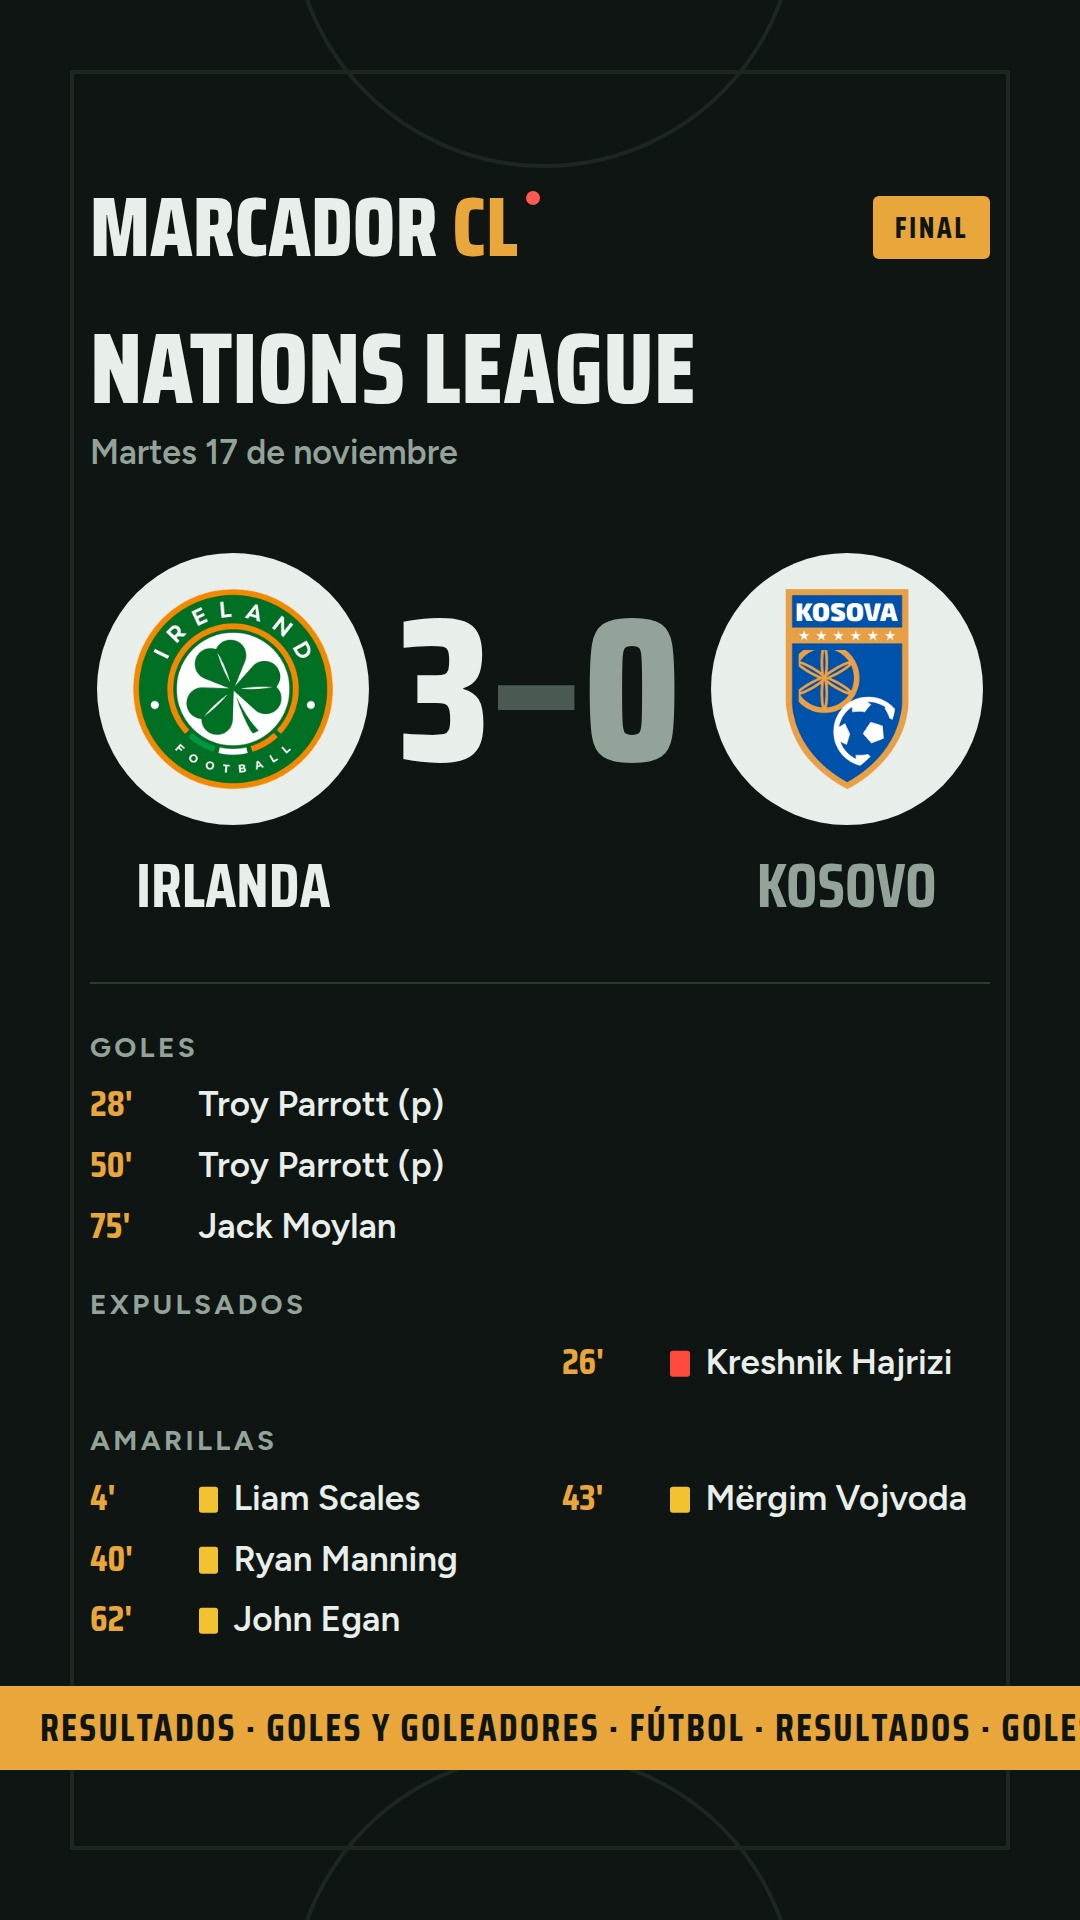 MARCADOR CL
FINAL
NATIONS LEAGUE
Martes 17 de noviembre
IRELAND
FOOTBALL
3–0
KOSOVA
IRLANDA
KOSOVO
GOLES
28' Troy Parrott (p)
50' Troy Parrott (p)
75' Jack Moylan
EXPULSADOS
26' Kreshnik Hajrizi
AMARILLAS
4' Liam Scales
43' Mërgim Vojvoda
40' Ryan Manning
62' John Egan
RESULTADOS · GOLES Y GOLEADORES · FÚTBOL · RESULTADOS · GOLES